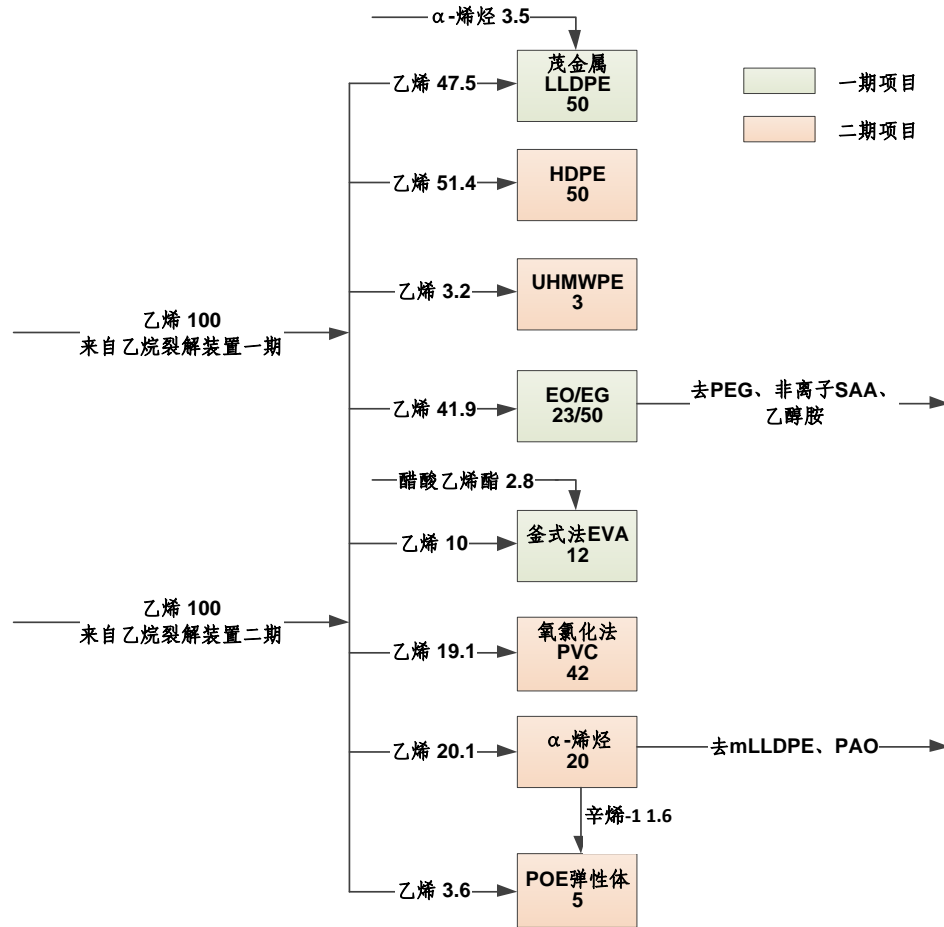 α-烯烃 3.5
茂金属
LLDPE
50
乙烯 47.5
一期项目
二期项目
乙烯 51.4
HDPE
50
乙烯 3.2
UHMWPE
3
乙烯 100
来自乙烷裂解装置一期
乙烯 41.9
EO/EG
23/50
去PEG、非离子SAA、
乙醇胺
醋酸乙烯酯 2.8
乙烯 10
釜式法EVA
12
乙烯 100
来自乙烷裂解装置二期
乙烯 19.1
氧氯化法
PVC
42
乙烯 20.1
α-烯烃
20
去mLLDPE、PAO
辛烯-1 1.6
乙烯 3.6
POE弹性体
5